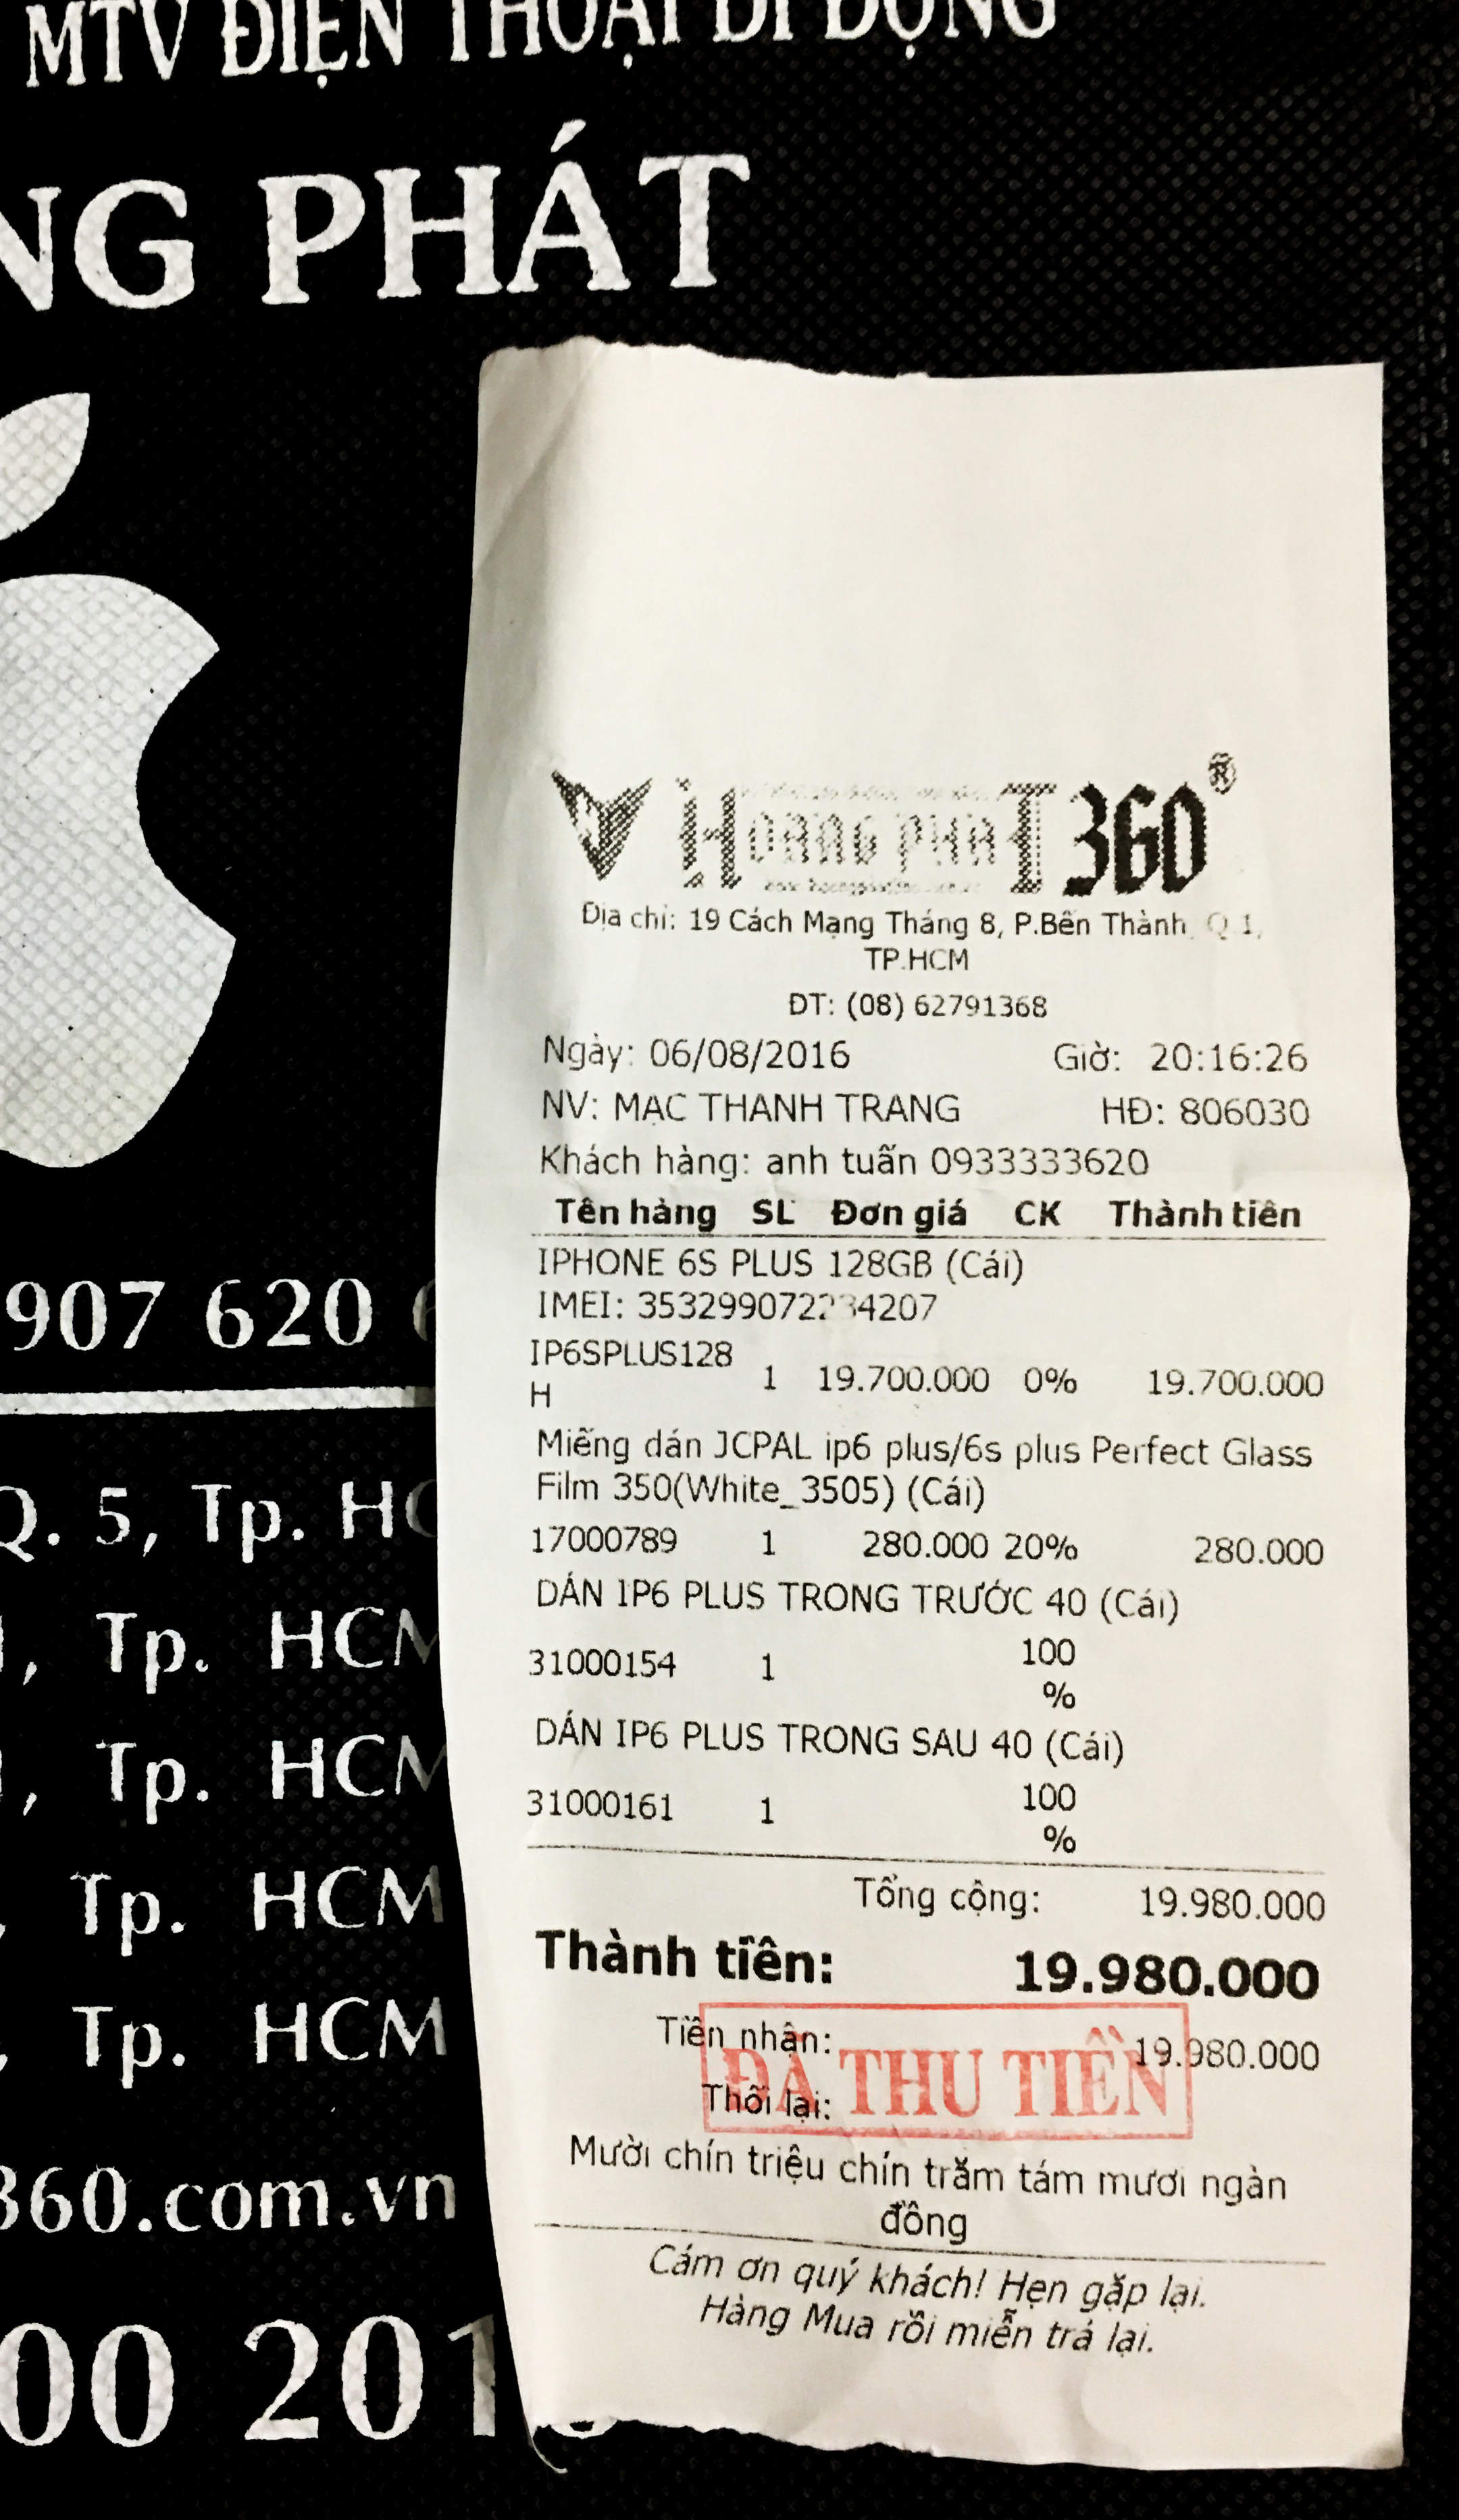 MTV ĐIỆN THOẠI DI ĐỘNG
NG PHÁT
HOANG PHAT 360®
Địa chỉ: 19 Cách Mạng Tháng 8, P.Bến Thành, Q 1,
TP.HCM
ĐT: (08) 62791368
Ngày: 06/08/2016 Giờ: 20:16:26
NV: MẠC THANH TRANG HĐ: 806030
Khách hàng: anh tuấn 0933333620
Tên hàng SL Đơn giá CK Thành tiền
IPHONE 6S PLUS 128GB (Cái)
IMEI:
IP6SPLUS128
H 1 19.700.000 0% 19.700.000
Miếng dán JCPAL ip6 plus/6s plus Perfect Glass
Film 350(White_3505) (Cái)
17000789 1 280.000 20% 280.000
DÁN IP6 PLUS TRONG TRƯỚC 40 (Cái)
31000154 1 100
%
DÁN IP6 PLUS TRONG SAU 40 (Cái)
31000161 1 100
%
Tổng cộng: 19.980.000
Thành tiền: 19.980.000
Tiền nhận: 19.980.000
ĐÃ THU TIỀN
Thối lại:
Mười chín triệu chín trăm tám mươi ngàn
đồng
Cám ơn quý khách! Hẹn gặp lại.
Hàng Mua rồi miễn trả lại.
907 620
Q. 5, Tp. HC
, Tp. HCM
, Tp. HCM
, Tp. HCM
, Tp. HCM
360.com.vn
00 201